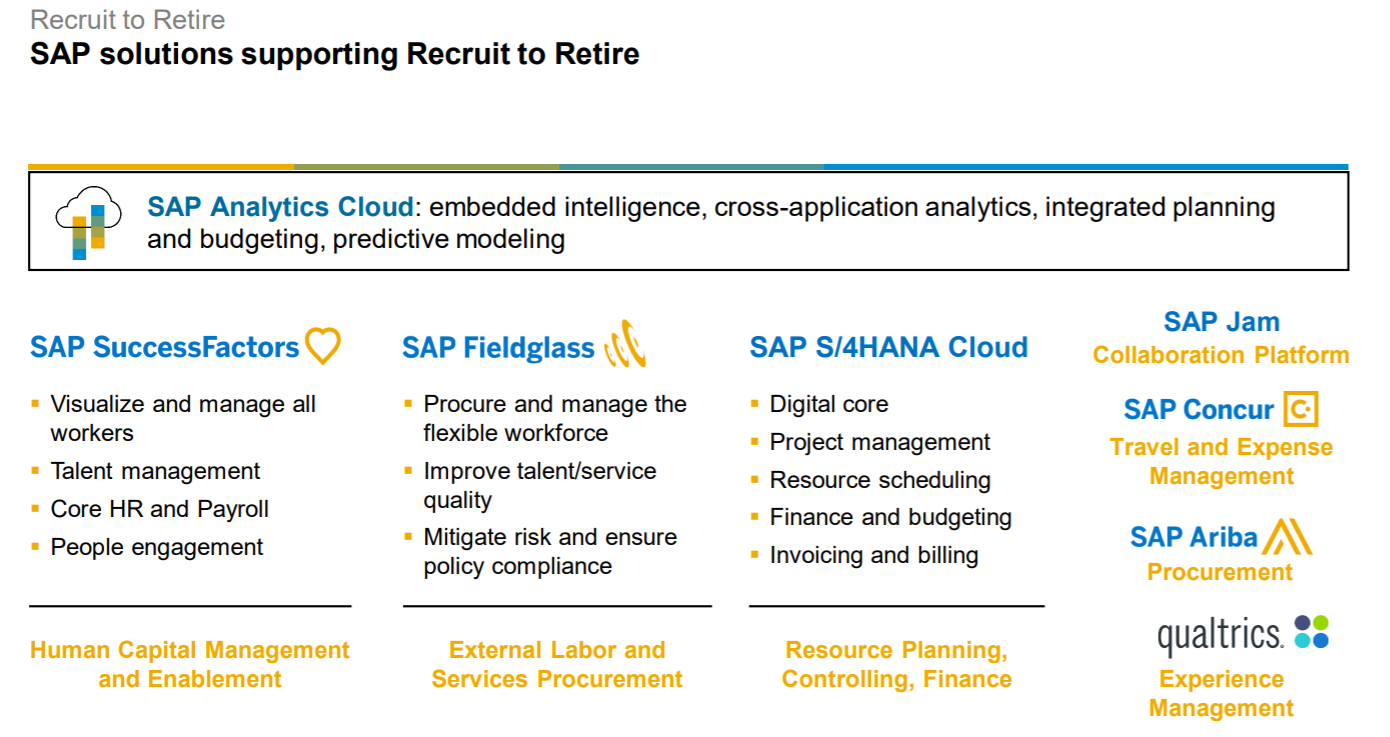 Recruit to Retire
SAP solutions supporting Recruit to Retire
SAP Analytics Cloud: embedded intelligence, cross-application analytics, integrated planning
and budgeting, predictive modeling
SAP SuccessFactors
▪ Visualize and manage all
workers
▪ Talent management
▪ Core HR and Payroll
▪ People engagement
Human Capital Management
and Enablement
SAP Fieldglass
▪ Procure and manage the
flexible workforce
▪ Improve talent/service
quality
▪ Mitigate risk and ensure
policy compliance
External Labor and
Services Procurement
SAP S/4HANA Cloud
▪ Digital core
▪ Project management
▪ Resource scheduling
▪ Finance and budgeting
▪ Invoicing and billing
Resource Planning,
Controlling, Finance
SAP Jam
Collaboration Platform
SAP Concur
Travel and Expense
Management
SAP Ariba
Procurement
qualtrics.
Experience
Management